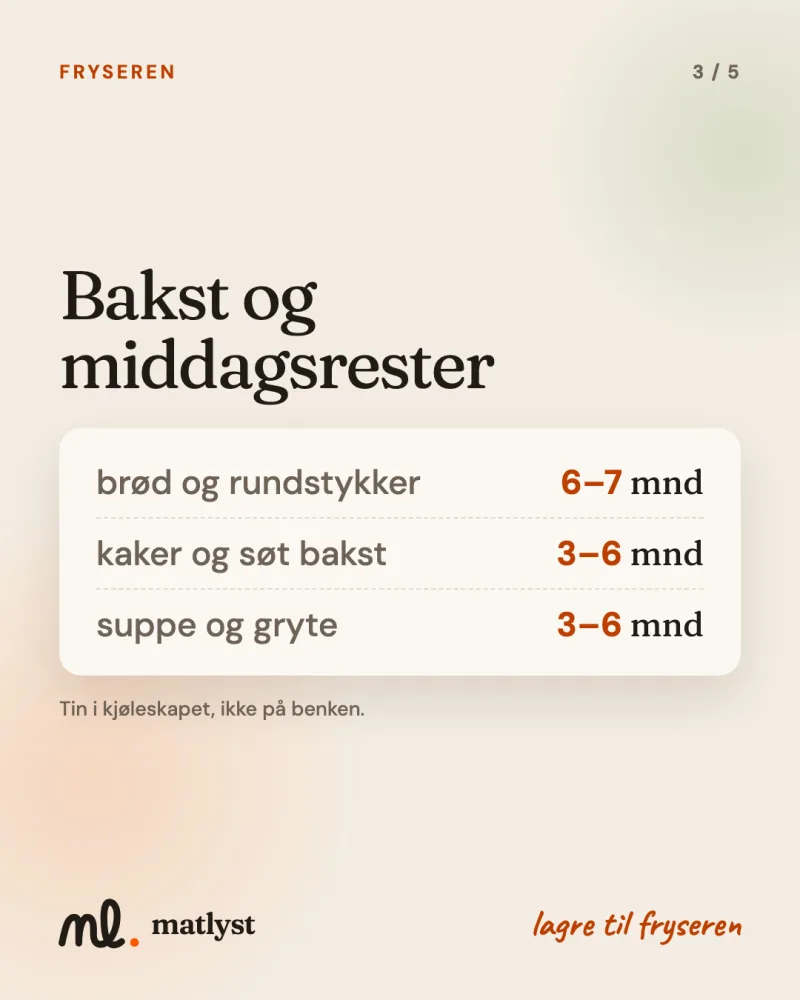 FRYSEREN
3 / 5
Bakst og
middagsrester
brød og rundstykker 6–7 mnd
kaker og søt bakst 3–6 mnd
suppe og gryte 3–6 mnd
Tin i kjøleskapet, ikke på benken.
ml. matlyst
lagre til fryseren